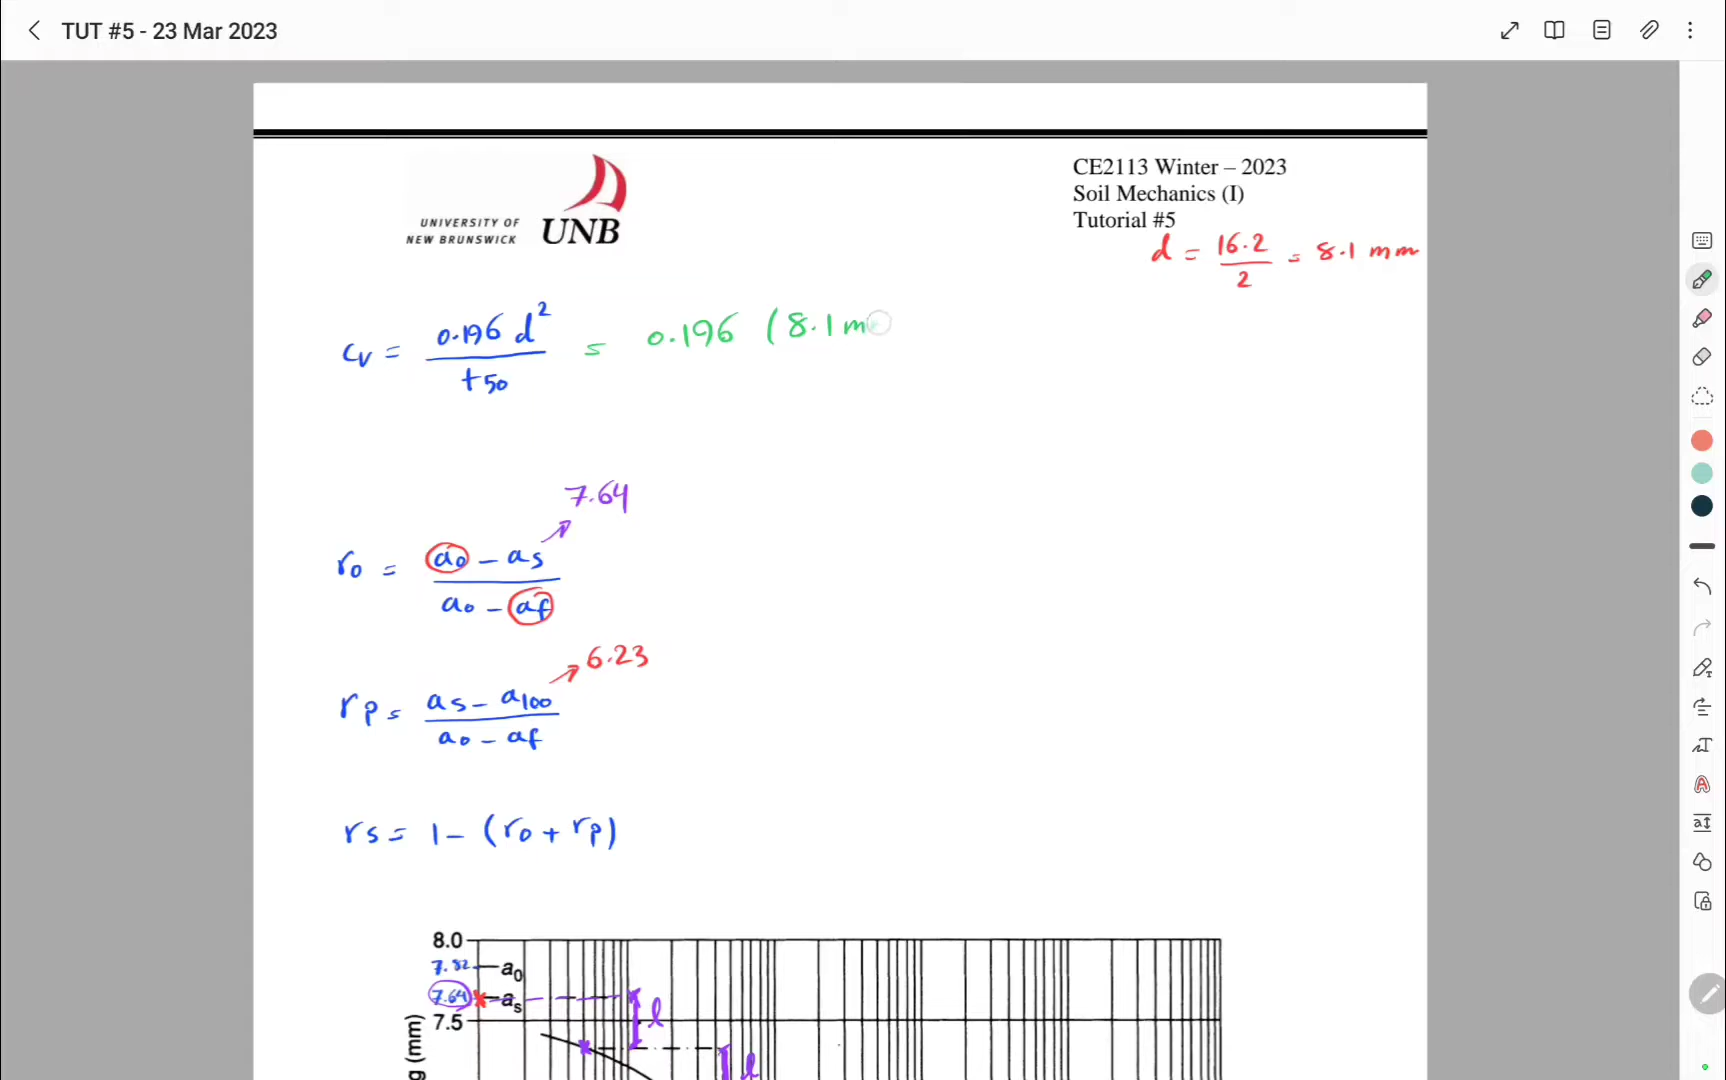 TUT #5 - 23 Mar 2023
UNIVERSITY OF
NEW BRUNSWICK
UNB
CE2113 Winter – 2023
Soil Mechanics (I)
Tutorial #5
d = 16.2 / 2 = 8.1 mm
cv = 0.196 d² / t50 = 0.196 (8.1 m
7.64
ro = ao - as / ao - af
6.23
rp = as - a100 / ao - af
rs = 1 - (ro + rp)
8.0
7.82 a0
7.64 as
l
7.5
l
g (mm)